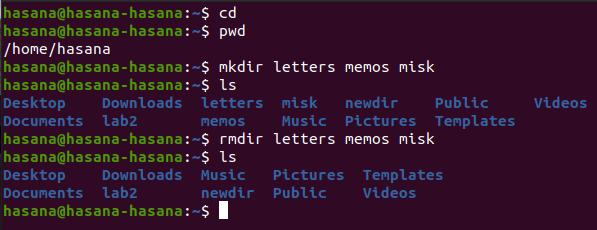 hasana@hasana-hasana:~$ cd
hasana@hasana-hasana:~$ pwd
/home/hasana
hasana@hasana-hasana:~$ mkdir letters memos misk
hasana@hasana-hasana:~$ ls
Desktop    Downloads  letters  misk   newdir    Public     Videos
Documents  lab2       memos    Music  Pictures  Templates
hasana@hasana-hasana:~$ rmdir letters memos misk
hasana@hasana-hasana:~$ ls
Desktop    Downloads  Music   Pictures  Templates
Documents  lab2       newdir  Public    Videos
hasana@hasana-hasana:~$